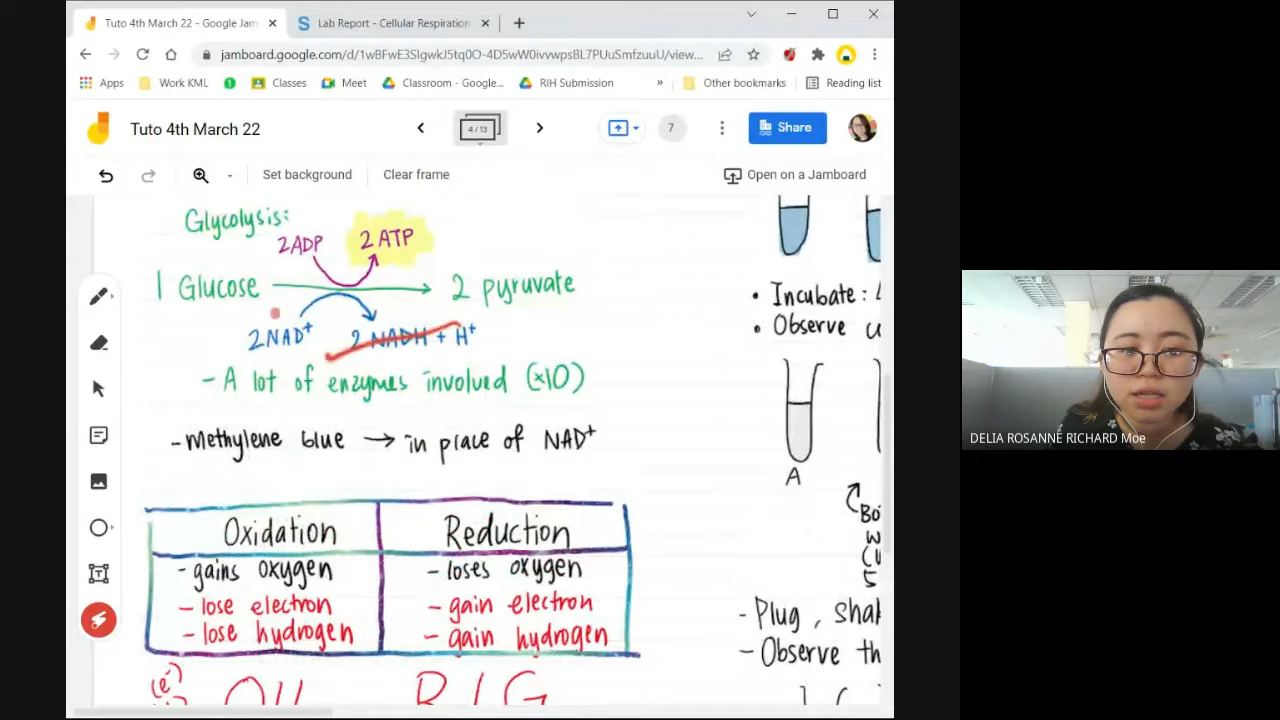 Tuto 4th March 22 - Google Jam
Lab Report - Cellular Respiration
jamboard.google.com/d/1wBFwE3SIgwkJ5tq0O-4D5wW0ivvwpsBL7PUuSmfzuuU/view...
Apps
Work KML
Classes
Meet
Classroom - Google...
RIH Submission
»
Other bookmarks
Reading list
Tuto 4th March 22
4 / 13
7
Share
Set background
Clear frame
Open on a Jamboard
Glycolysis:
2ADP
2 ATP
1 Glucose
2 pyruvate
2NAD+
2 NADH + H+
- A lot of enzymes involved (x10)
- Methylene blue → in place of NAD+
Oxidation
Reduction
- gains oxygen
- loses oxygen
- lose electron
- gain electron
- lose hydrogen
- gain hydrogen
(e-)
• Incubate:
• Observe
A
- Plug, shak
- Observe th
DELIA ROSANNE RICHARD Moe